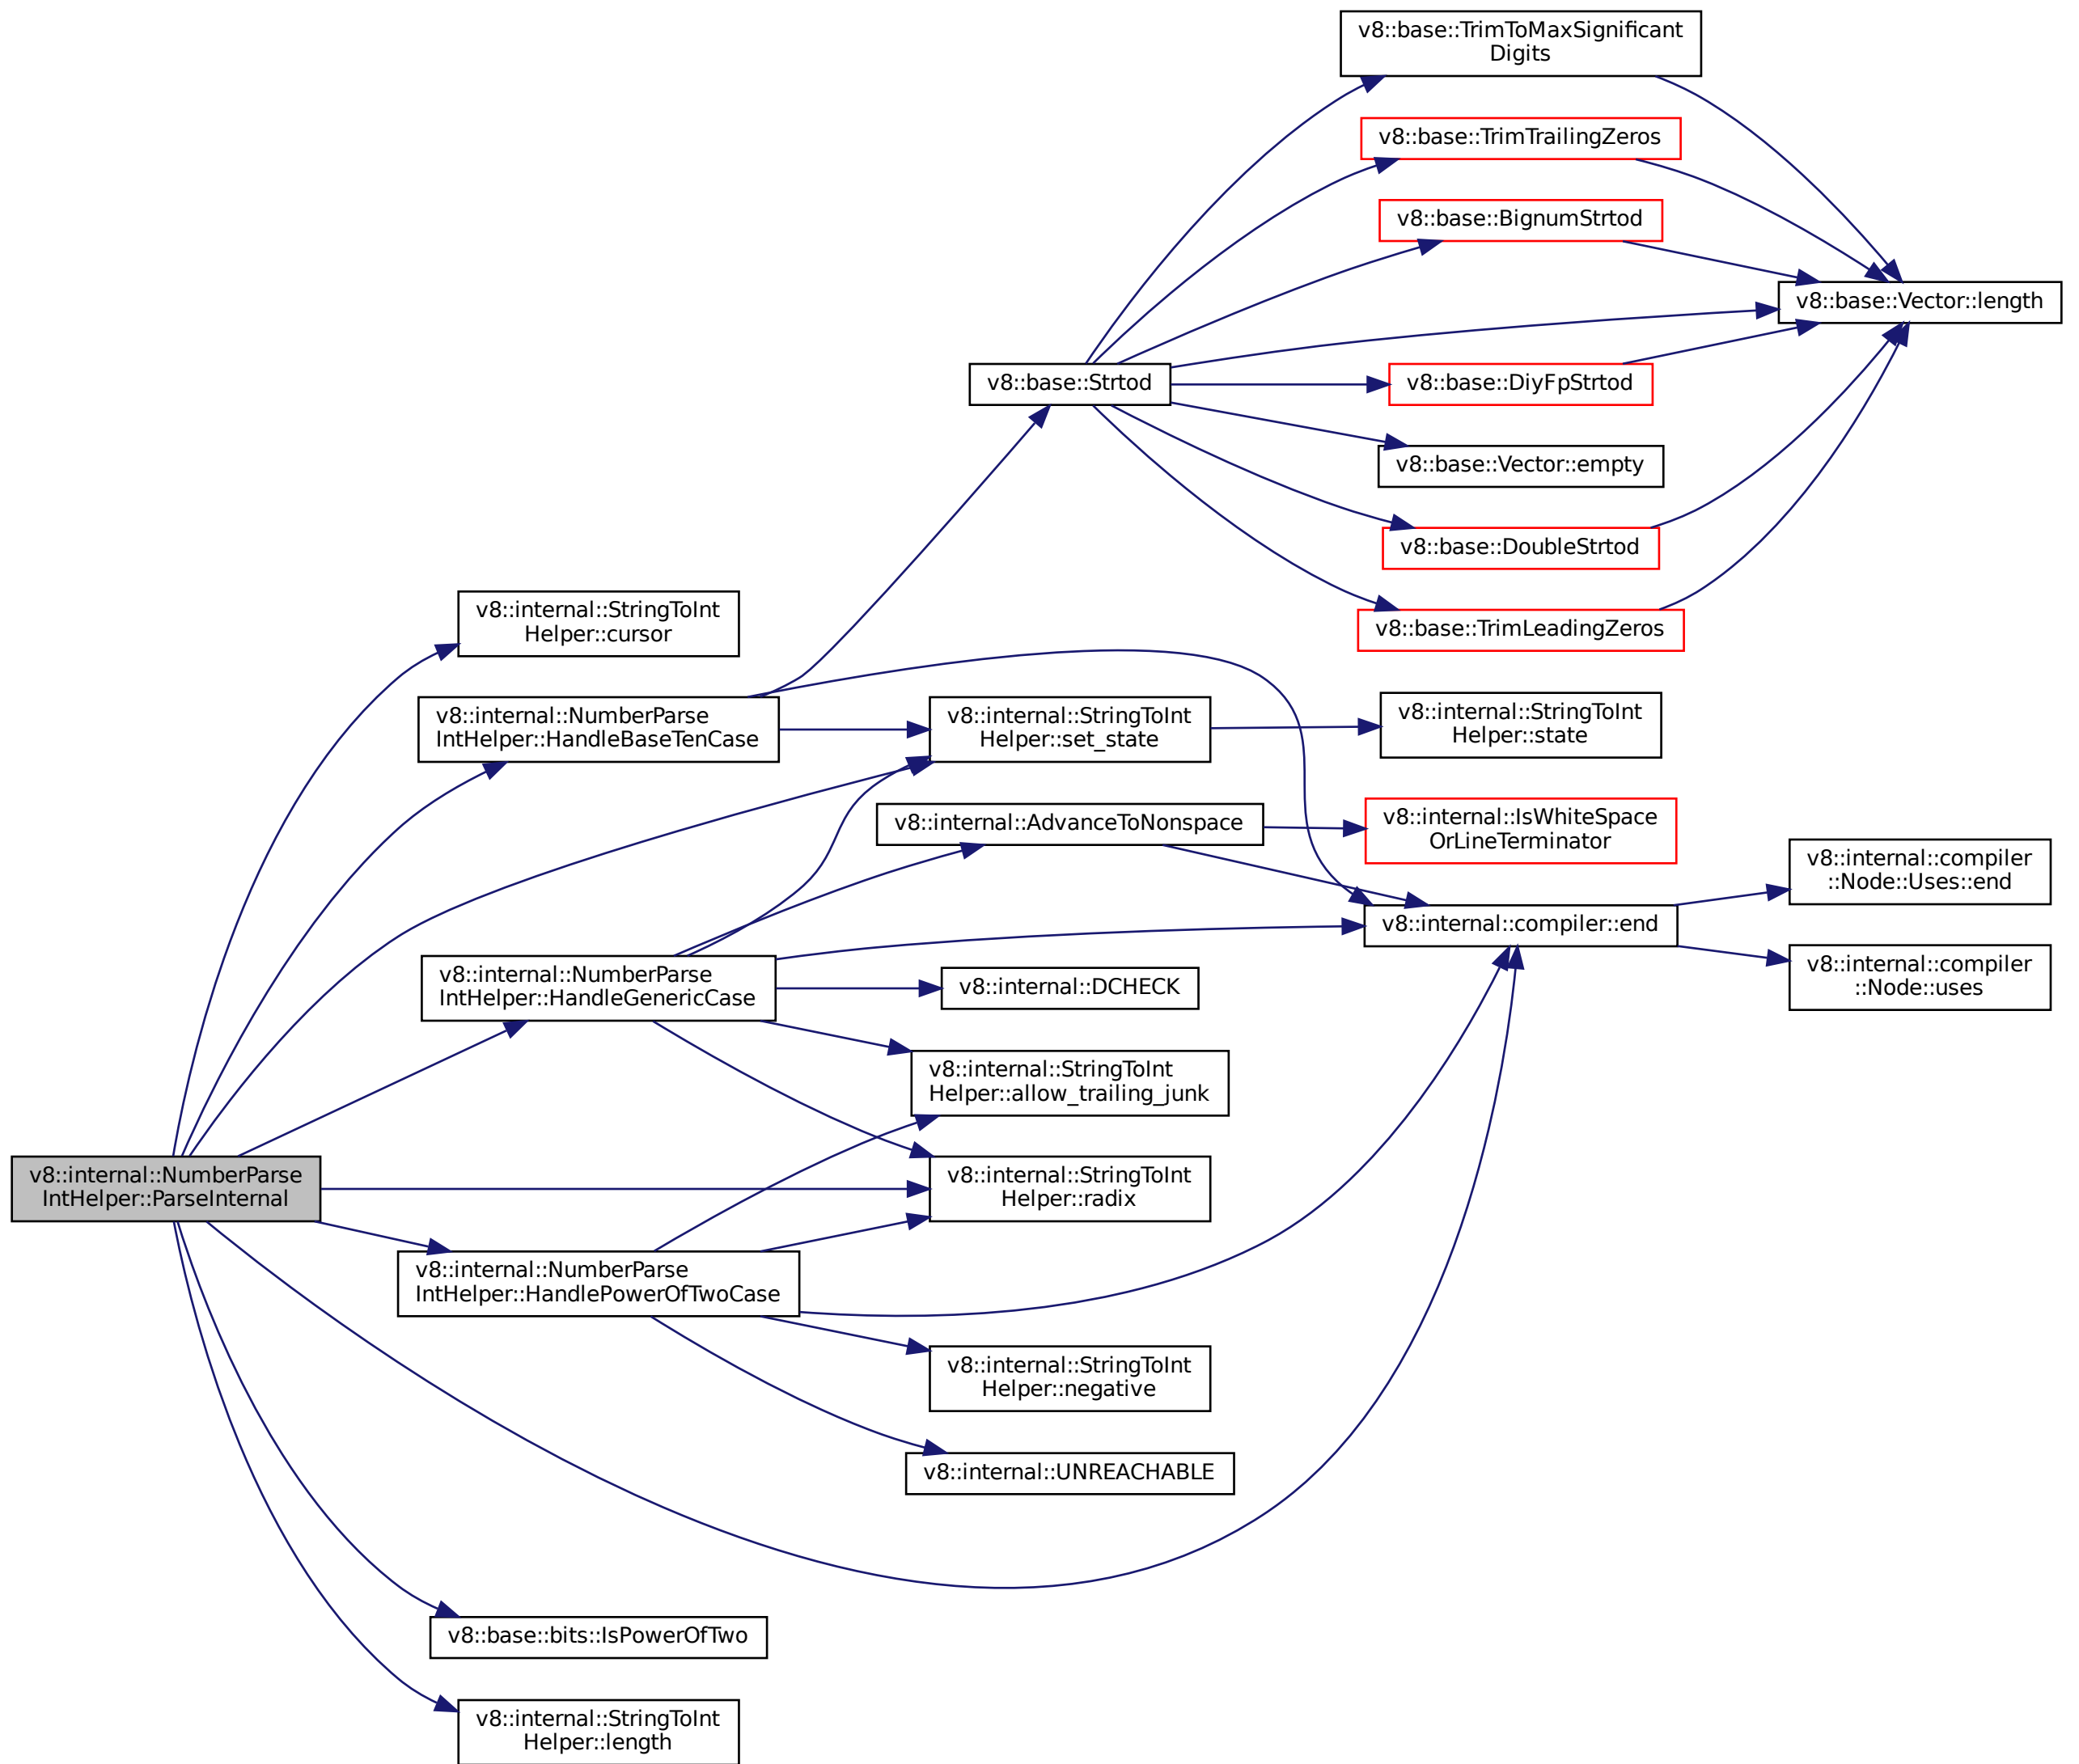 v8::base::TrimToMaxSignificant
Digits
v8::base::TrimTrailingZeros
v8::base::BignumStrtod
v8::base::Vector::length
v8::base::Strtod
v8::base::DiyFpStrtod
v8::base::Vector::empty
v8::base::DoubleStrtod
v8::base::TrimLeadingZeros
v8::internal::StringToInt
Helper::cursor
v8::internal::NumberParse
IntHelper::HandleBaseTenCase
v8::internal::StringToInt
Helper::set_state
v8::internal::StringToInt
Helper::state
v8::internal::AdvanceToNonspace
v8::internal::IsWhiteSpace
OrLineTerminator
v8::internal::compiler
::Node::Uses::end
v8::internal::compiler::end
v8::internal::compiler
::Node::uses
v8::internal::NumberParse
IntHelper::HandleGenericCase
v8::internal::DCHECK
v8::internal::StringToInt
Helper::allow_trailing_junk
v8::internal::NumberParse
IntHelper::ParseInternal
v8::internal::StringToInt
Helper::radix
v8::internal::NumberParse
IntHelper::HandlePowerOfTwoCase
v8::internal::StringToInt
Helper::negative
v8::internal::UNREACHABLE
v8::base::bits::IsPowerOfTwo
v8::internal::StringToInt
Helper::length